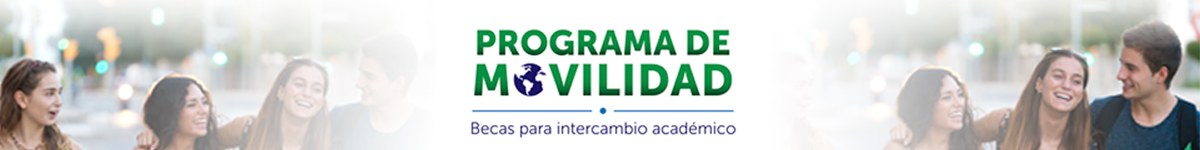 PROGRAMA DE
MOVILIDAD
Becas para intercambio académico